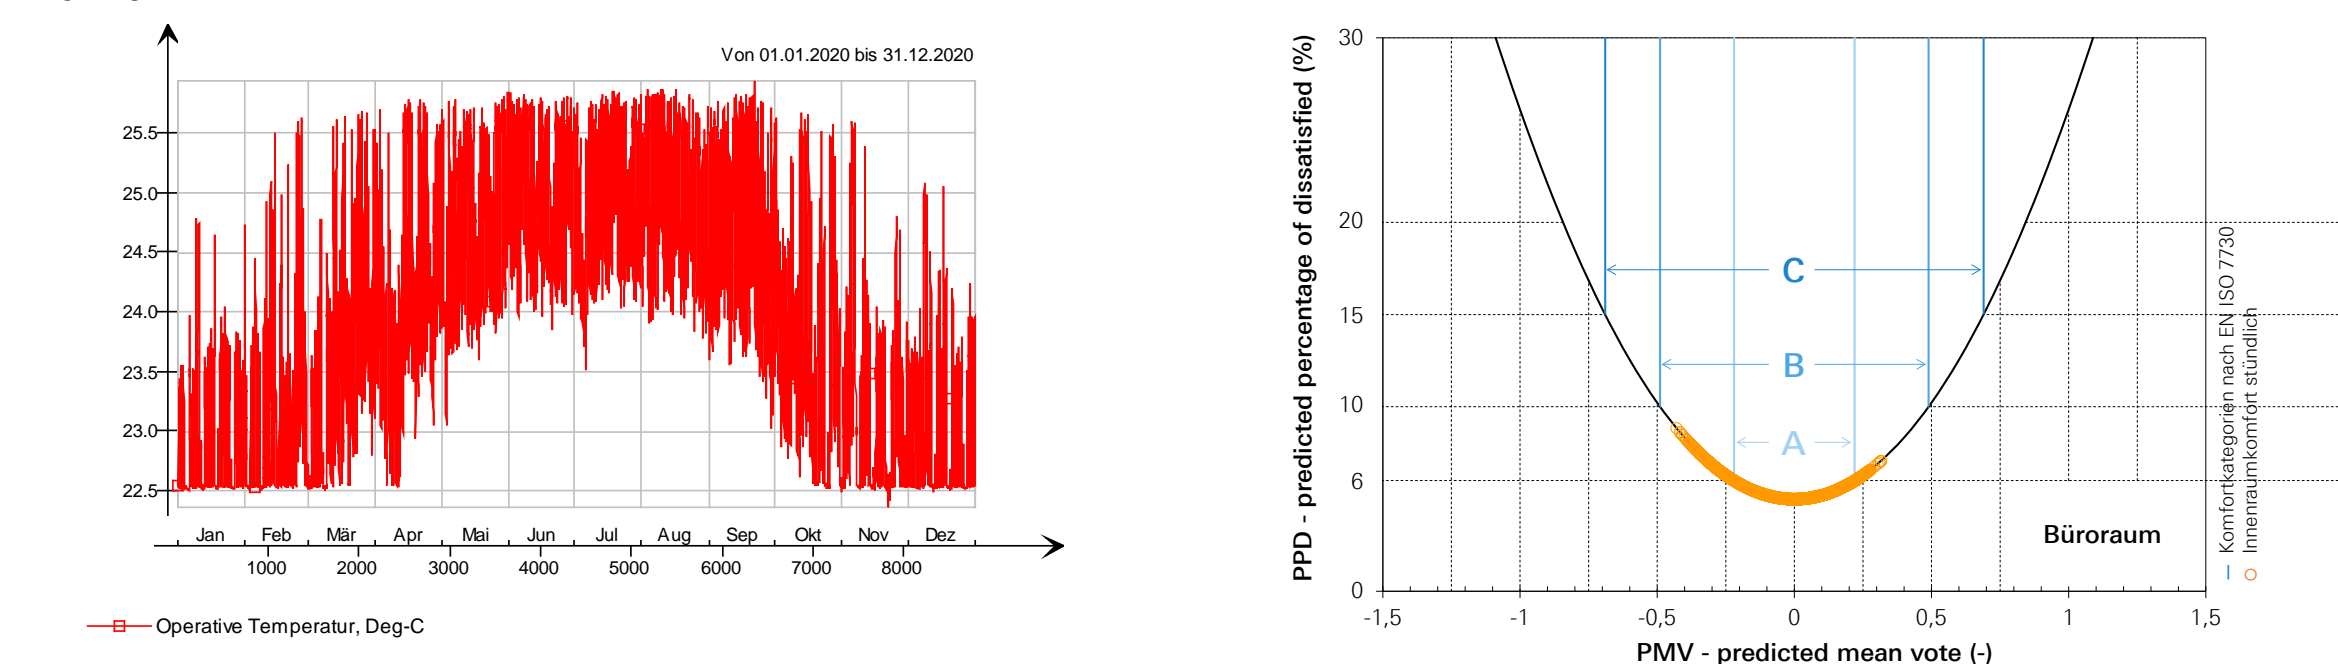 Von 01.01.2020 bis 31.12.2020
25.5
25.0
24.5
24.0
23.5
23.0
22.5
Jan Feb Mär Apr Mai Jun Jul Aug Sep Okt Nov Dez
1000 2000 3000 4000 5000 6000 7000 8000
Operative Temperatur, Deg-C
PPD - predicted percentage of dissatisfied (%)
30
20
15
10
6
0
C
B
A
Büroraum
-1,5 -1 -0,5 0 0,5 1 1,5
PMV - predicted mean vote (-)
Komfortkategorien nach EN IISO 7730
Innenraumkomfort stündlich